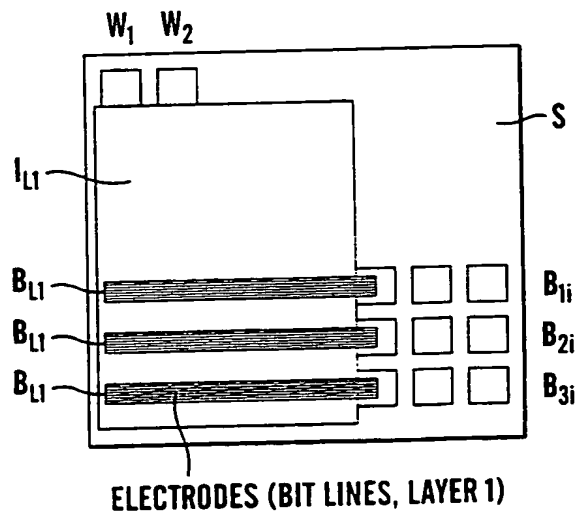 W1 W2
S
IL1
BL1 B1i
BL1 B2i
BL1 B3i
ELECTRODES (BIT LINES, LAYER 1)